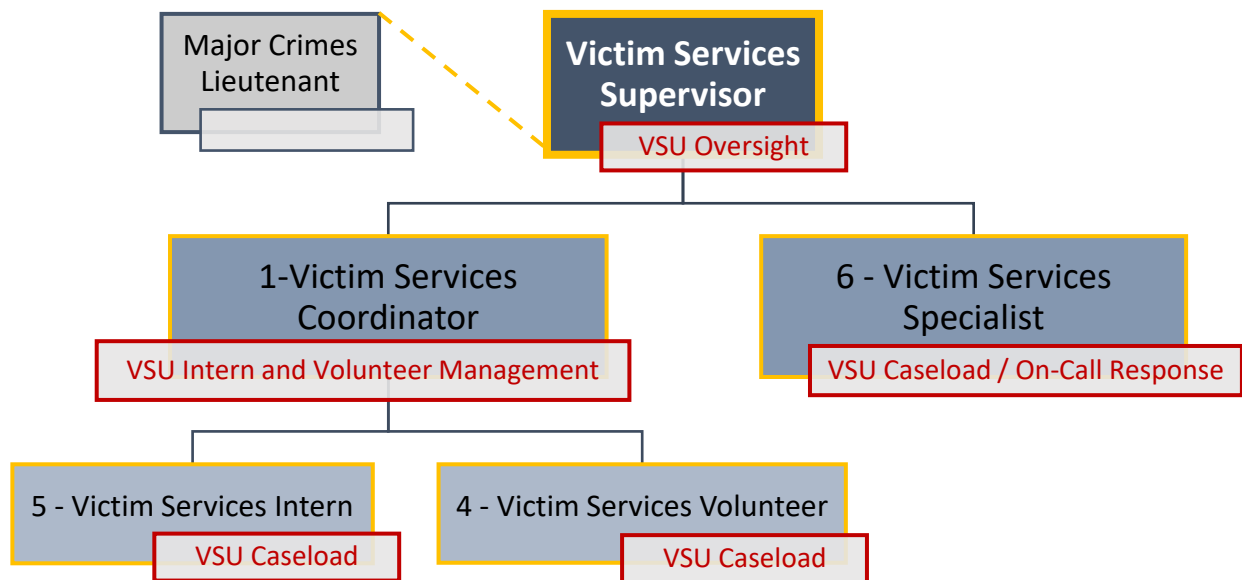 Major Crimes
Lieutenant
Victim Services
Supervisor
VSU Oversight
1-Victim Services
Coordinator
VSU Intern and Volunteer Management
6 - Victim Services
Specialist
VSU Caseload / On-Call Response
5 - Victim Services Intern
VSU Caseload
4 - Victim Services Volunteer
VSU Caseload